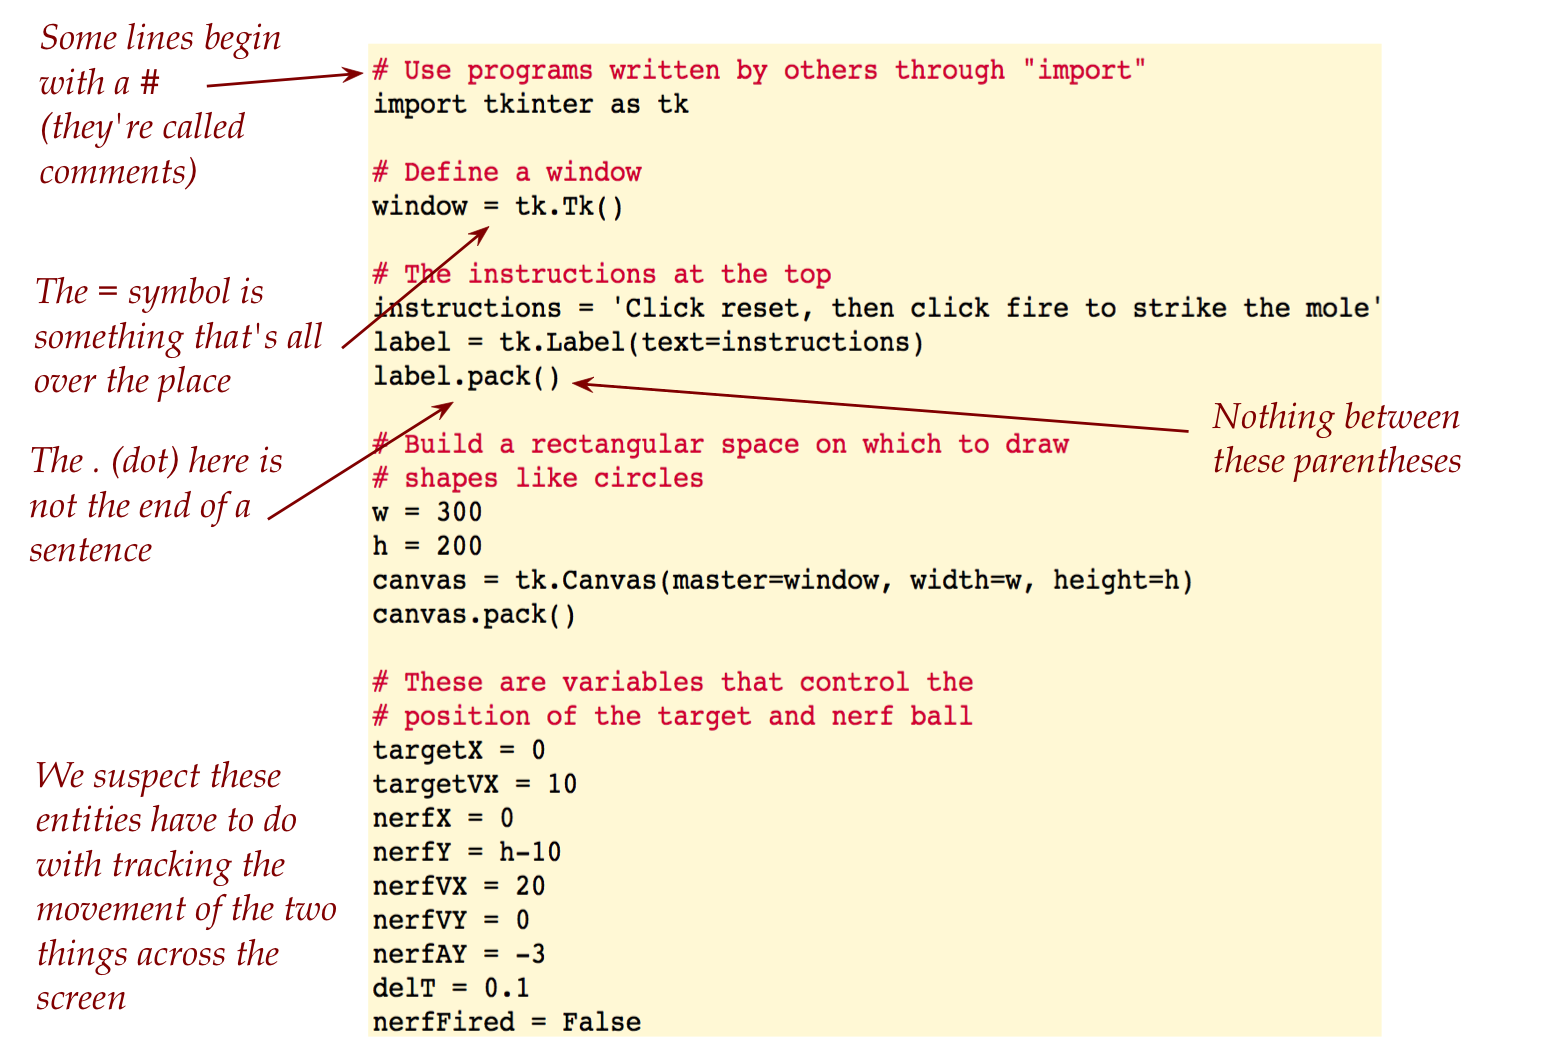 Some lines begin
with a #
(they're called
comments)
The = symbol is
something that's all
over the place
The . (dot) here is
not the end of a
sentence
We suspect these
entities have to do
with tracking the
movement of the two
things across the
screen
# Use programs written by others through "import"
import tkinter as tk
# Define a window
window = tk.Tk()
# The instructions at the top
instructions = 'Click reset, then click fire to strike the mole'
label = tk.Label(text=instructions)
label.pack()
# Build a rectangular space on which to draw
# shapes like circles
w = 300
h = 200
canvas = tk.Canvas(master=window, width=w, height=h)
canvas.pack()
# These are variables that control the
# position of the target and nerf ball
targetX = 0
targetVX = 10
nerfX = 0
nerfY = h-10
nerfVX = 20
nerfVY = 0
nerfAY = -3
delT = 0.1
nerfFired = False
Nothing between
these parentheses